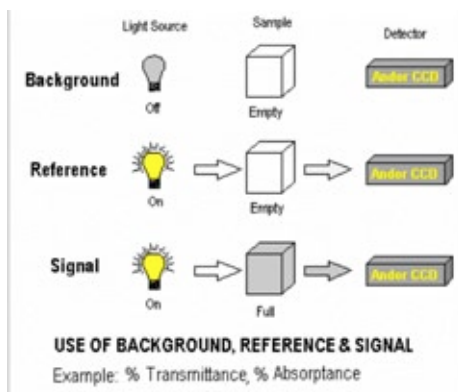 Light Source Sample Detector
Background Andor CCD
Off Empty
Reference Andor CCD
On Empty
Signal Andor CCD
On Full
USE OF BACKGROUND, REFERENCE & SIGNAL
Example: % Transmittance, % Absorptance